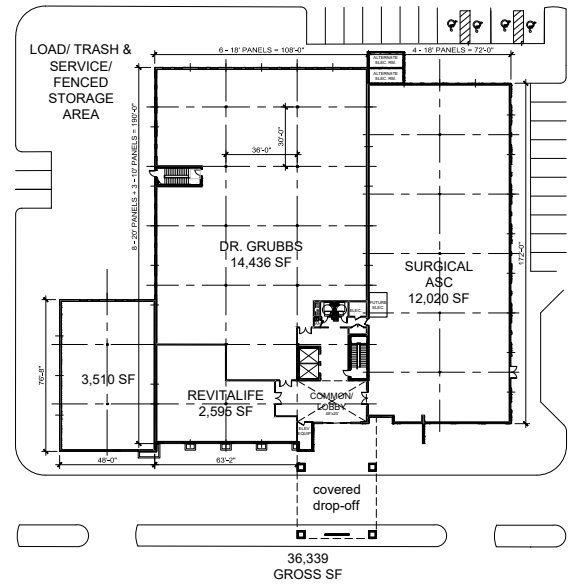 LOAD/ TRASH &
SERVICE/
FENCED
STORAGE
AREA
6 - 18' PANELS = 108'-0"
4 - 18' PANELS = 72'-0"
ALTERNATE
ELEC. RM.
ALTERNATE
ELEC. RM.
8 - 20' PANELS + 3 - 10' PANELS = 190'-0"
30'-0"
36'-0"
DR. GRUBBS
14,436 SF
SURGICAL
ASC
12,020 SF
172'-0"
ELEC.
FUTURE
ELEC.
76'-8"
3,510 SF
REVITALIFE
2,595 SF
COMMON/
LOBBY
ELEV.
EQUIP.
48'-0"
63'-2"
covered
drop-off
36,339
GROSS SF